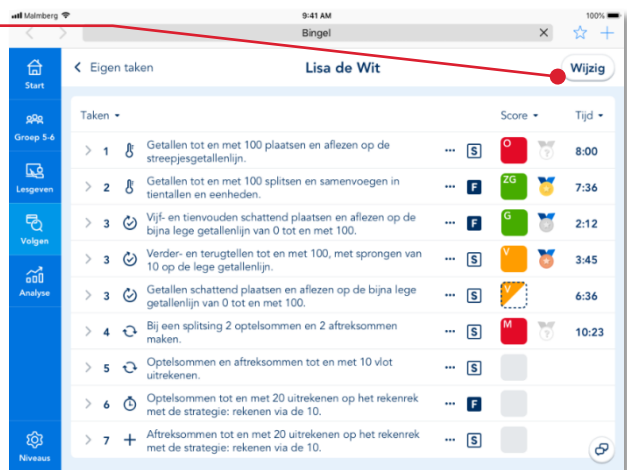 Malmberg 9:41 AM 100%
Bingel
Start
Groep 5-6
Lesgeven
Volgen
Analyse
Niveaus
Eigen taken Lisa de Wit Wijzig
Taken Score Tijd
1 Getallen tot en met 100 plaatsen en aflezen op de
streepjesgetallenlijn. ... S O ? 8:00
2 Getallen tot en met 100 splitsen en samenvoegen in
tientallen en eenheden. ... F ZG 7:36
3 Vijf- en tienvouden schattend plaatsen en aflezen op de
bijna lege getallenlijn van 0 tot en met 100. ... F G 2:12
3 Verder- en terugtellen tot en met 100, met sprongen van
10 op de lege getallenlijn. ... S V 3:45
3 Getallen schattend plaatsen en aflezen op de bijna lege
getallenlijn van 0 tot en met 100. ... S V 6:36
4 Bij een splitsing 2 optelsommen en 2 aftreksommen
maken. ... S M ? 10:23
5 Optelsommen en aftreksommen tot en met 10 vlot
uitrekenen. ... S
6 Optelsommen tot en met 20 uitrekenen op het rekenrek
met de strategie: rekenen via de 10. ... F
7 Aftreksommen tot en met 20 uitrekenen op het rekenrek
met de strategie: rekenen via de 10. ... S